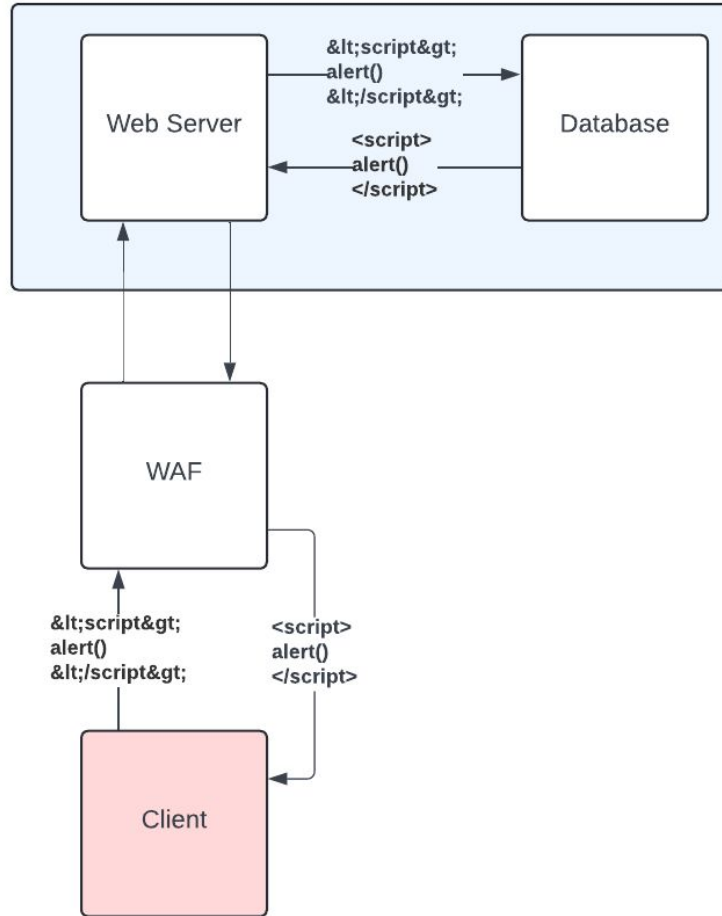 &lt;script&gt;
alert()
&lt;/script&gt;
Web Server
Database
<script>
alert()
</script>
WAF
&lt;script&gt;
alert()
&lt;/script&gt;
<script>
alert()
</script>
Client